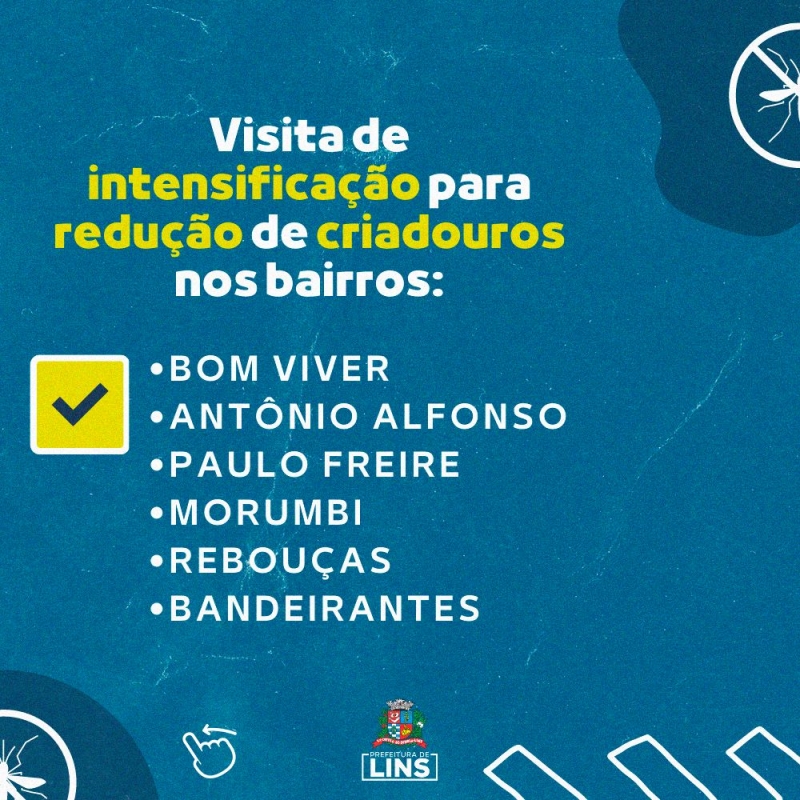 Visita de
intensificação para
redução de criadouros
nos bairros:
•BOM VIVER
•ANTÔNIO ALFONSO
•PAULO FREIRE
•MORUMBI
•REBOUÇAS
•BANDEIRANTES
PREFEITURA DE
LINS